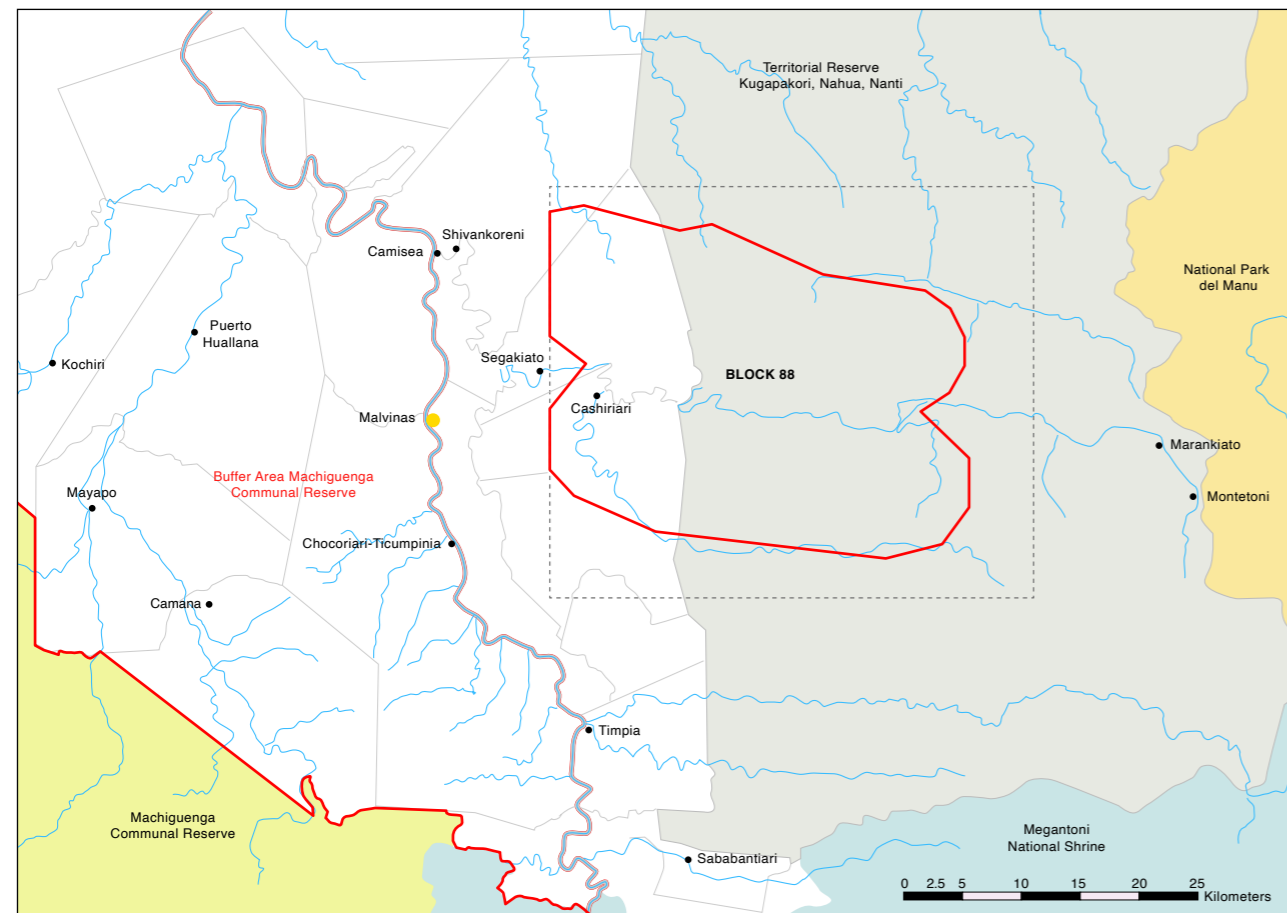 Territorial Reserve
Kugapakori, Nahua, Nanti
Shivankoreni
Camisea
National Park
del Manu
Puerto
Huallana
Kochiri
Segakiato
BLOCK 88
Cashiriari
Malvinas
Marankiato
Buffer Area Machiguenga
Communal Reserve
Mayapo
Montetoni
Chocoriari-Ticumpinia
Camana
Timpia
Machiguenga
Communal Reserve
Megantoni
National Shrine
Sababantiari
0 2.5 5 10 15 20 25
Kilometers